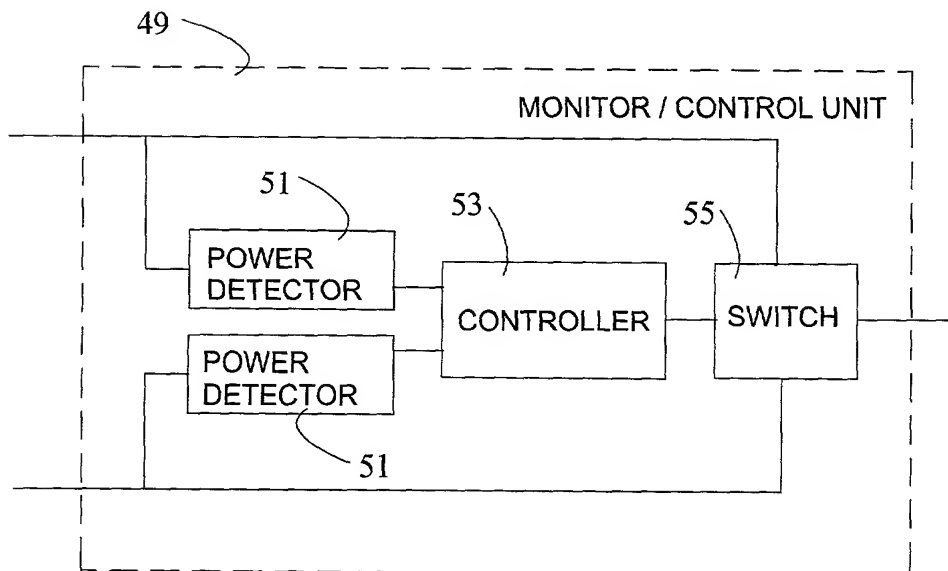 49
MONITOR / CONTROL UNIT
51
POWER
DETECTOR
53
CONTROLLER
55
SWITCH
POWER
DETECTOR
51